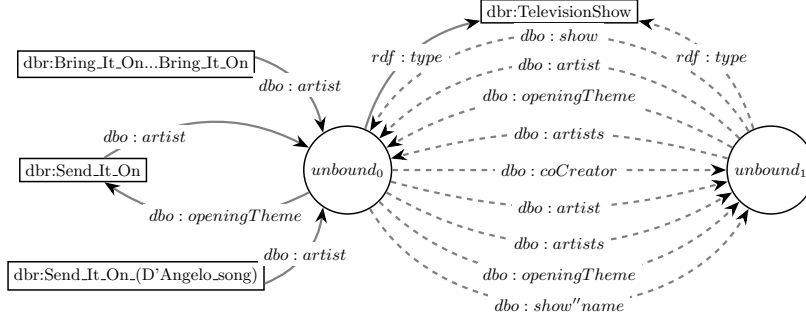 dbr:TelevisionShow
dbo : show
rdf : type
rdf : type
dbr:Bring_It_On...Bring_It_On
dbo : artist
dbo : artist
dbo : openingTheme
dbo : artist
dbo : artists
dbr:Send_It_On
unbound0
dbo : coCreator
unbound1
dbo : openingTheme
dbo : artist
dbo : artists
dbo : artist
dbr:Send_It_On_(D'Angelo_song)
dbo : openingTheme
dbo : show''name